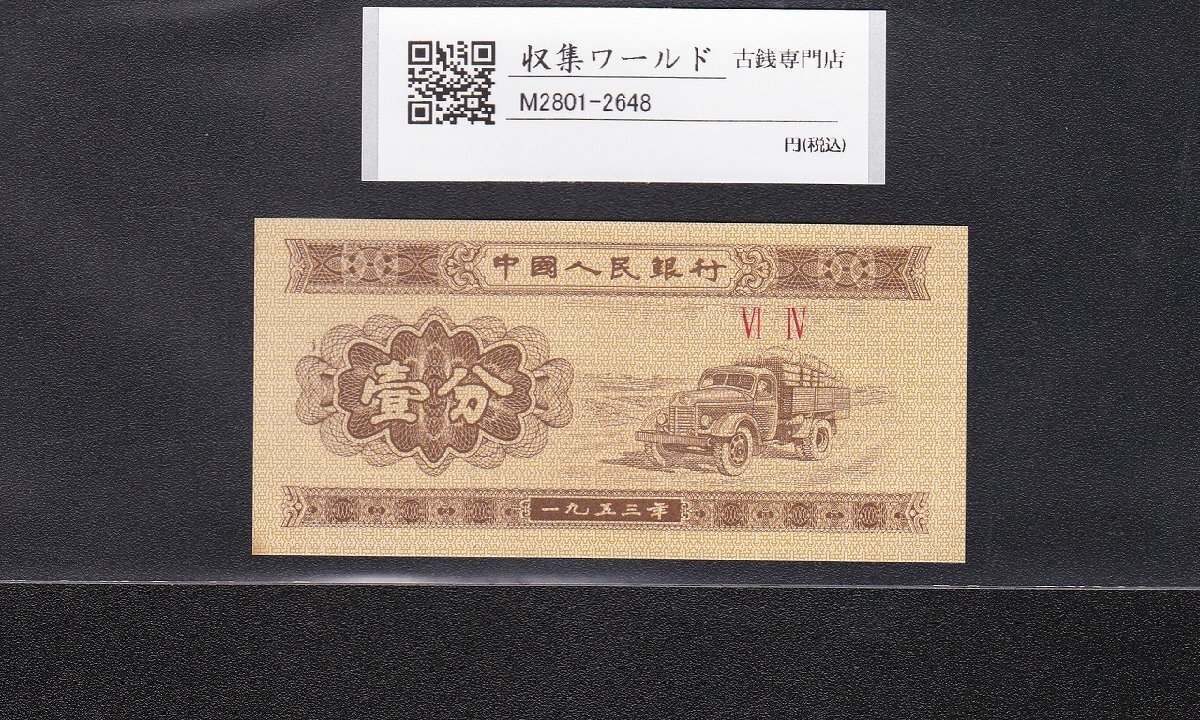 収集ワールド 古銭専門店
M2801-2648
円(税込)
中國人民銀行
Ⅵ Ⅳ
壹分
一九五三年